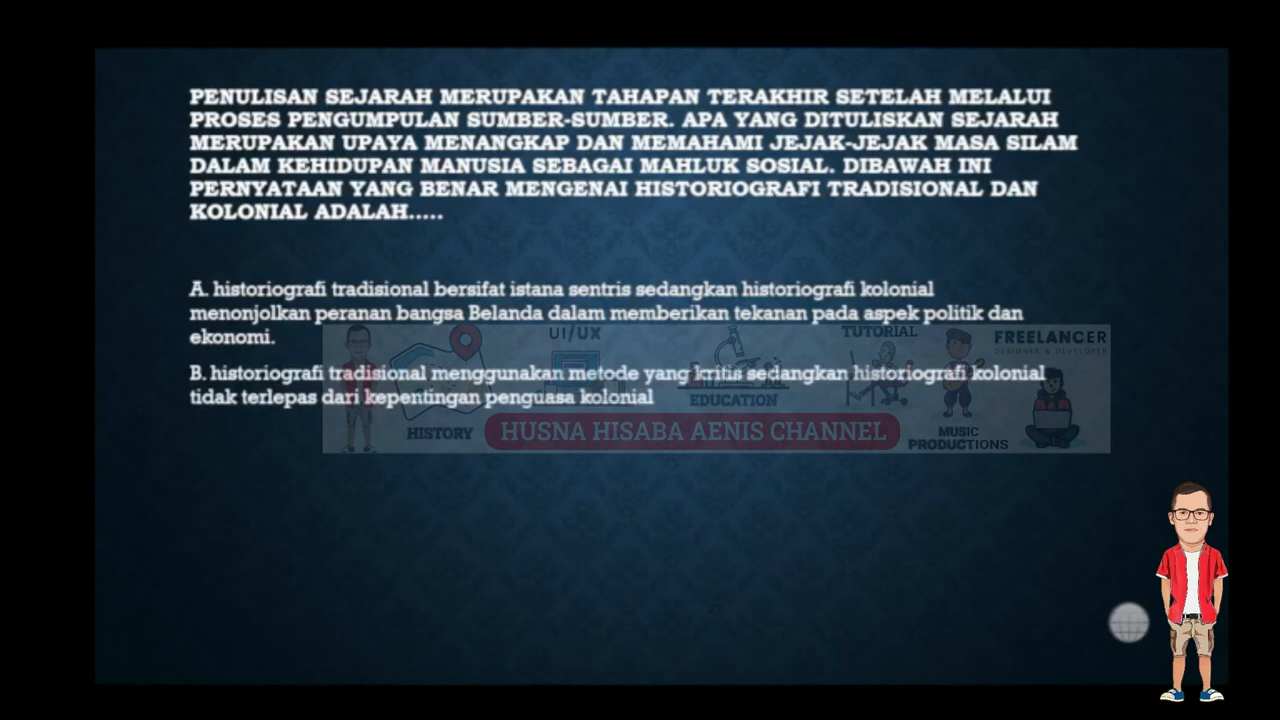 PENULISAN SEJARAH MERUPAKAN TAHAPAN TERAKHIR SETELAH MELALUI
PROSES PENGUMPULAN SUMBER-SUMBER. APA YANG DITULISKAN SEJARAH
MERUPAKAN UPAYA MENANGKAP DAN MEMAHAMI JEJAK-JEJAK MASA SILAM
DALAM KEHIDUPAN MANUSIA SEBAGAI MAHLUK SOSIAL. DIBAWAH INI
PERNYATAAN YANG BENAR MENGENAI HISTORIOGRAFI TRADISIONAL DAN
KOLONIAL ADALAH.....
A. historiografi tradisional bersifat istana sentris sedangkan historiografi kolonial
menonjolkan peranan bangsa Belanda dalam memberikan tekanan pada aspek politik dan
ekonomi.
B. historiografi tradisional menggunakan metode yang kritis sedangkan historiografi kolonial
tidak terlepas dari kepentingan penguasa kolonial
UI/UX
TUTORIAL
FREELANCER
DESIGNER & DEVELOPER
EDUCATION
HISTORY
HUSNA HISABA AENIS CHANNEL
MUSIC
PRODUCTIONS